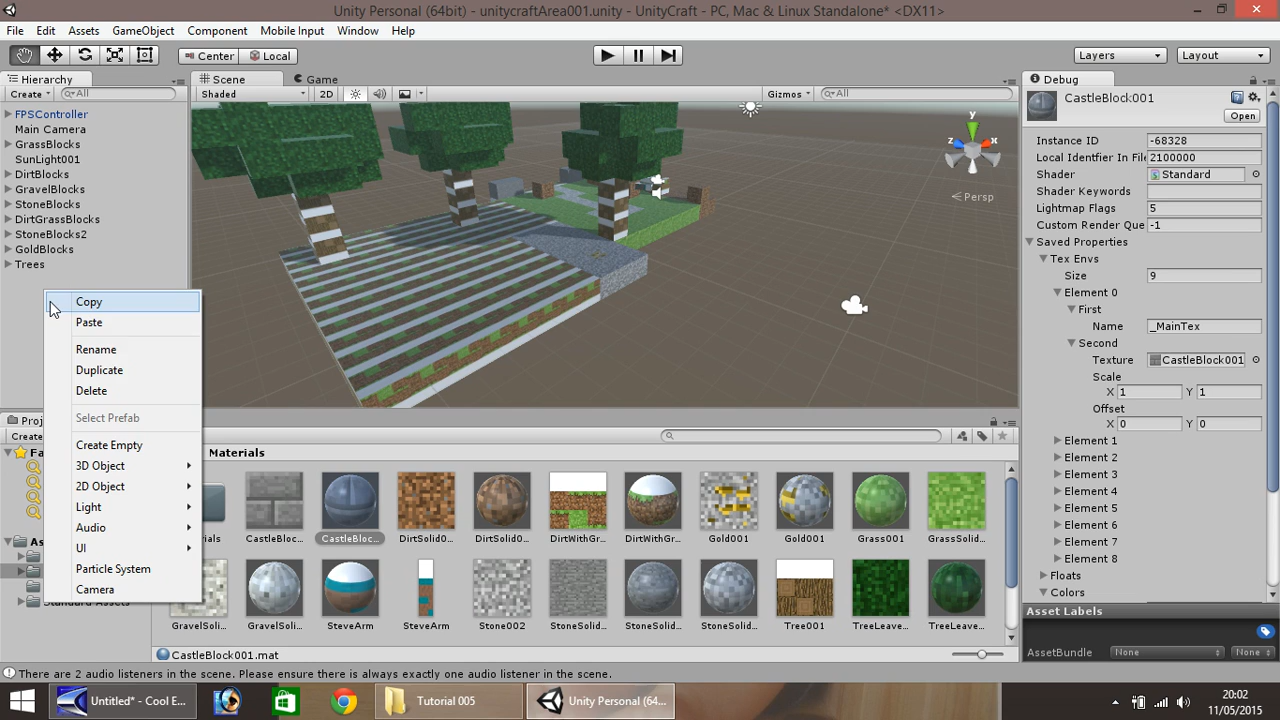 Unity Personal (64bit) - unitycraftArea001.unity - UnityCraft - PC, Mac & Linux Standalone* <DX11>
File Edit Assets GameObject Component Mobile Input Window Help
Center Local Layers Layout
Hierarchy
Create All
FPSController
Main Camera
GrassBlocks
SunLight001
DirtBlocks
GravelBlocks
StoneBlocks
DirtGrassBlocks
StoneBlocks2
GoldBlocks
Trees
Scene Game
Shaded 2D Gizmos All
y
z x
Persp
Copy
Paste
Rename
Duplicate
Delete
Select Prefab
Create Empty
3D Object
2D Object
Light
Audio
UI
Particle System
Camera
Proj
Create
Fa
As
Standard Assets
Materials
CastleBloc... CastleBloc... DirtSolid0... DirtSolid0... DirtWithGr... DirtWithGr... Gold001 Gold001 Grass001 GrassSolid...
GravelSoli... GravelSoli... SteveArm SteveArm Stone002 StoneSolid... StoneSolid... Tree001 TreeLeave... TreeLeave...
CastleBlock001.mat
Debug
CastleBlock001
Open
Instance ID -68328
Local Identfier In File 2100000
Shader Standard
Shader Keywords
Lightmap Flags 5
Custom Render Que -1
Saved Properties
Tex Envs
Size 9
Element 0
First
Name _MainTex
Second
Texture CastleBlock001
Scale
X 1 Y 1
Offset
X 0 Y 0
Element 1
Element 2
Element 3
Element 4
Element 5
Element 6
Element 7
Element 8
Floats
Colors
Asset Labels
AssetBundle None None
There are 2 audio listeners in the scene. Please ensure there is always exactly one audio listener in the scene.
Untitled* - Cool E...
Tutorial 005
Unity Personal (64...
20:02
11/05/2015